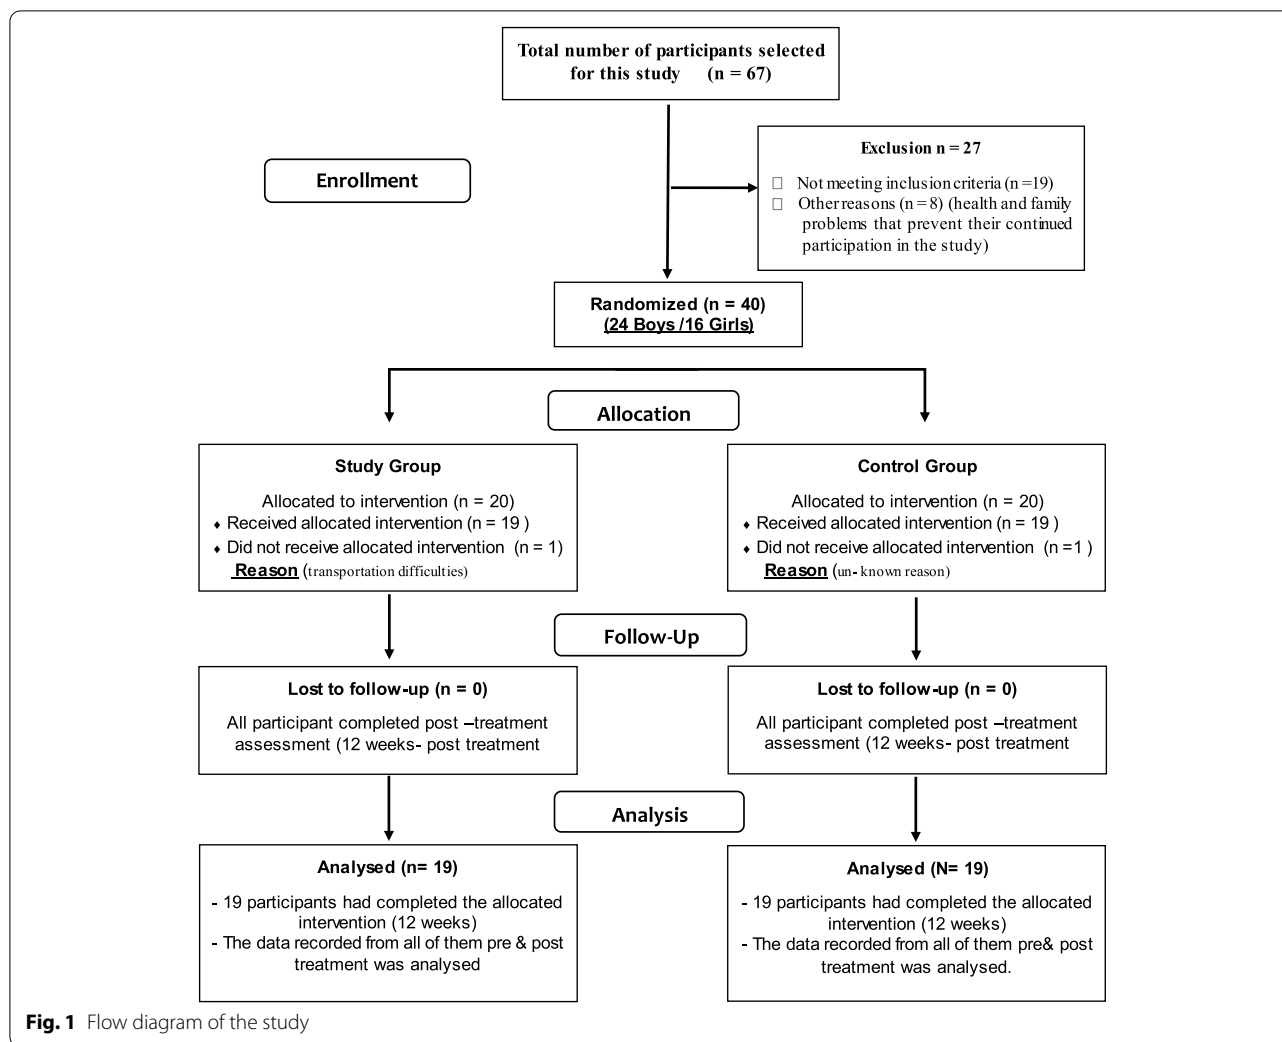 Total number of participants selected
for this study (n = 67)
Exclusion n = 27
Not meeting inclusion criteria (n =19)
Other reasons (n = 8) (health and family
problems that prevent their continued
participation in the study)
Enrollment
Randomized (n = 40)
(24 Boys /16 Girls)
Allocation
Study Group
Allocated to intervention (n = 20)
♦ Received allocated intervention (n = 19 )
♦ Did not receive allocated intervention (n = 1)
Reason (transportation difficulties)
Control Group
Allocated to intervention (n = 20)
♦ Received allocated intervention (n = 19 )
♦ Did not receive allocated intervention (n =1 )
Reason (un- known reason)
Follow-Up
Lost to follow-up (n = 0)
All participant completed post –treatment
assessment (12 weeks- post treatment
Lost to follow-up (n = 0)
All participant completed post –treatment
assessment (12 weeks- post treatment
Analysis
Analysed (n= 19)
- 19 participants had completed the allocated
intervention (12 weeks)
- The data recorded from all of them pre & post
treatment was analysed
Analysed (N= 19)
- 19 participants had completed the allocated
intervention (12 weeks)
- The data recorded from all of them pre& post
treatment was analysed.
Fig. 1 Flow diagram of the study